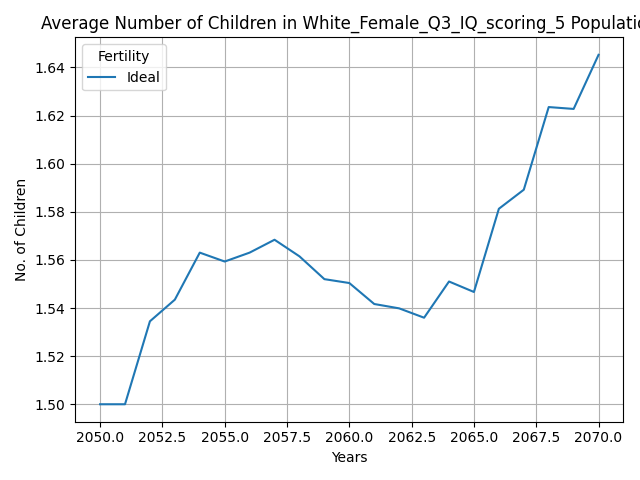 Average Number of Children in White_Female_Q3_IQ_scoring_5 Populatio
Fertility
Ideal
No. of Children
1.64
1.62
1.60
1.58
1.56
1.54
1.52
1.50
2050.0 2052.5 2055.0 2057.5 2060.0 2062.5 2065.0 2067.5 2070.0
Years